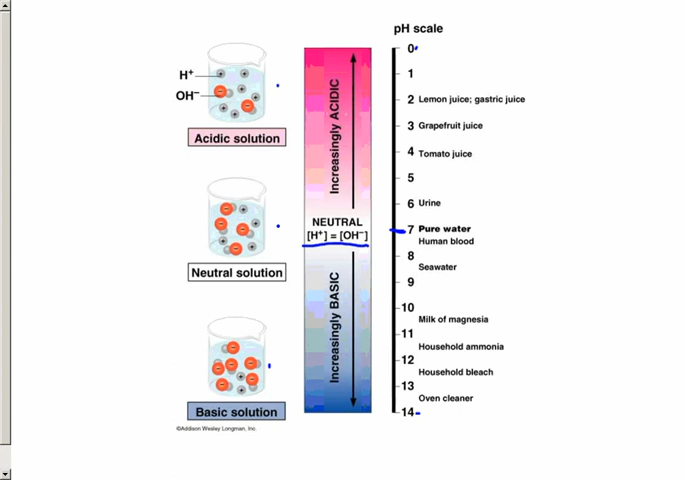 pH scale
H⁺
OH⁻
Acidic solution
Neutral solution
Basic solution
©Addison Wesley Longman, Inc.
Increasingly ACIDIC
NEUTRAL
[H⁺] = [OH⁻]
Increasingly BASIC
0
1
2 Lemon juice; gastric juice
3 Grapefruit juice
4 Tomato juice
5
6 Urine
7 Pure water
Human blood
8
Seawater
9
10
Milk of magnesia
11
Household ammonia
12
Household bleach
13
Oven cleaner
14